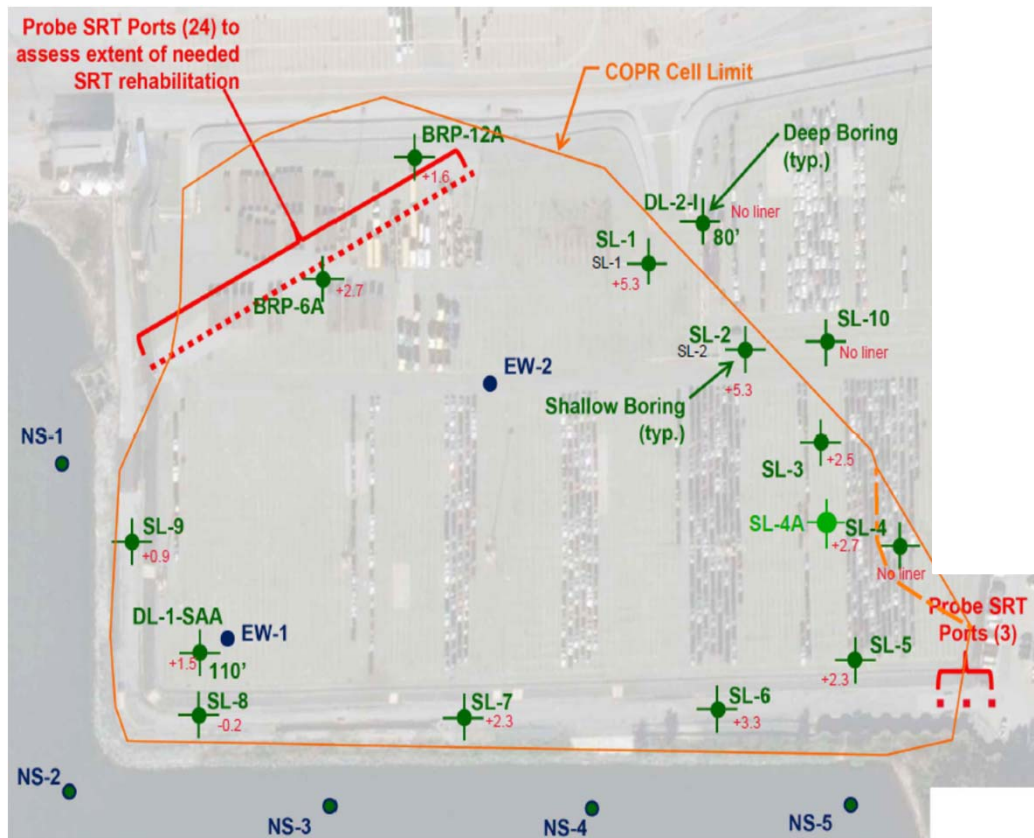 Probe SRT Ports (24) to
assess extent of needed
SRT rehabilitation
COPR Cell Limit
BRP-12A
+1.6
Deep Boring
(typ.)
DL-2-I
No liner
80'
SL-1
SL-1
+5.3
BRP-6A
+2.7
SL-2
SL-2
+5.3
SL-10
No liner
EW-2
Shallow Boring
(typ.)
NS-1
SL-3
+2.5
SL-9
+0.9
SL-4A
+2.7
SL-4
No liner
DL-1-SAA
+1.5
110'
EW-1
Probe SRT
Ports (3)
SL-5
+2.3
SL-8
-0.2
SL-7
+2.3
SL-6
+3.3
NS-2
NS-3
NS-4
NS-5